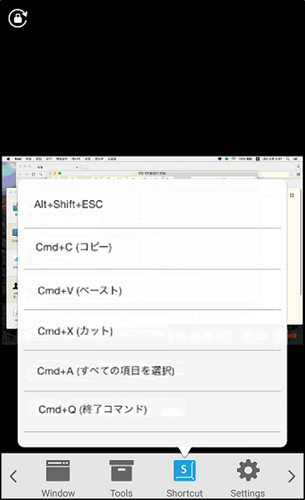 Alt+Shift+ESC
Cmd+C (コピー)
Cmd+V (ペースト)
Cmd+X (カット)
Cmd+A (すべての項目を選択)
Cmd+Q (終了コマンド)
Window
Tools
S
Shortcut
Settings